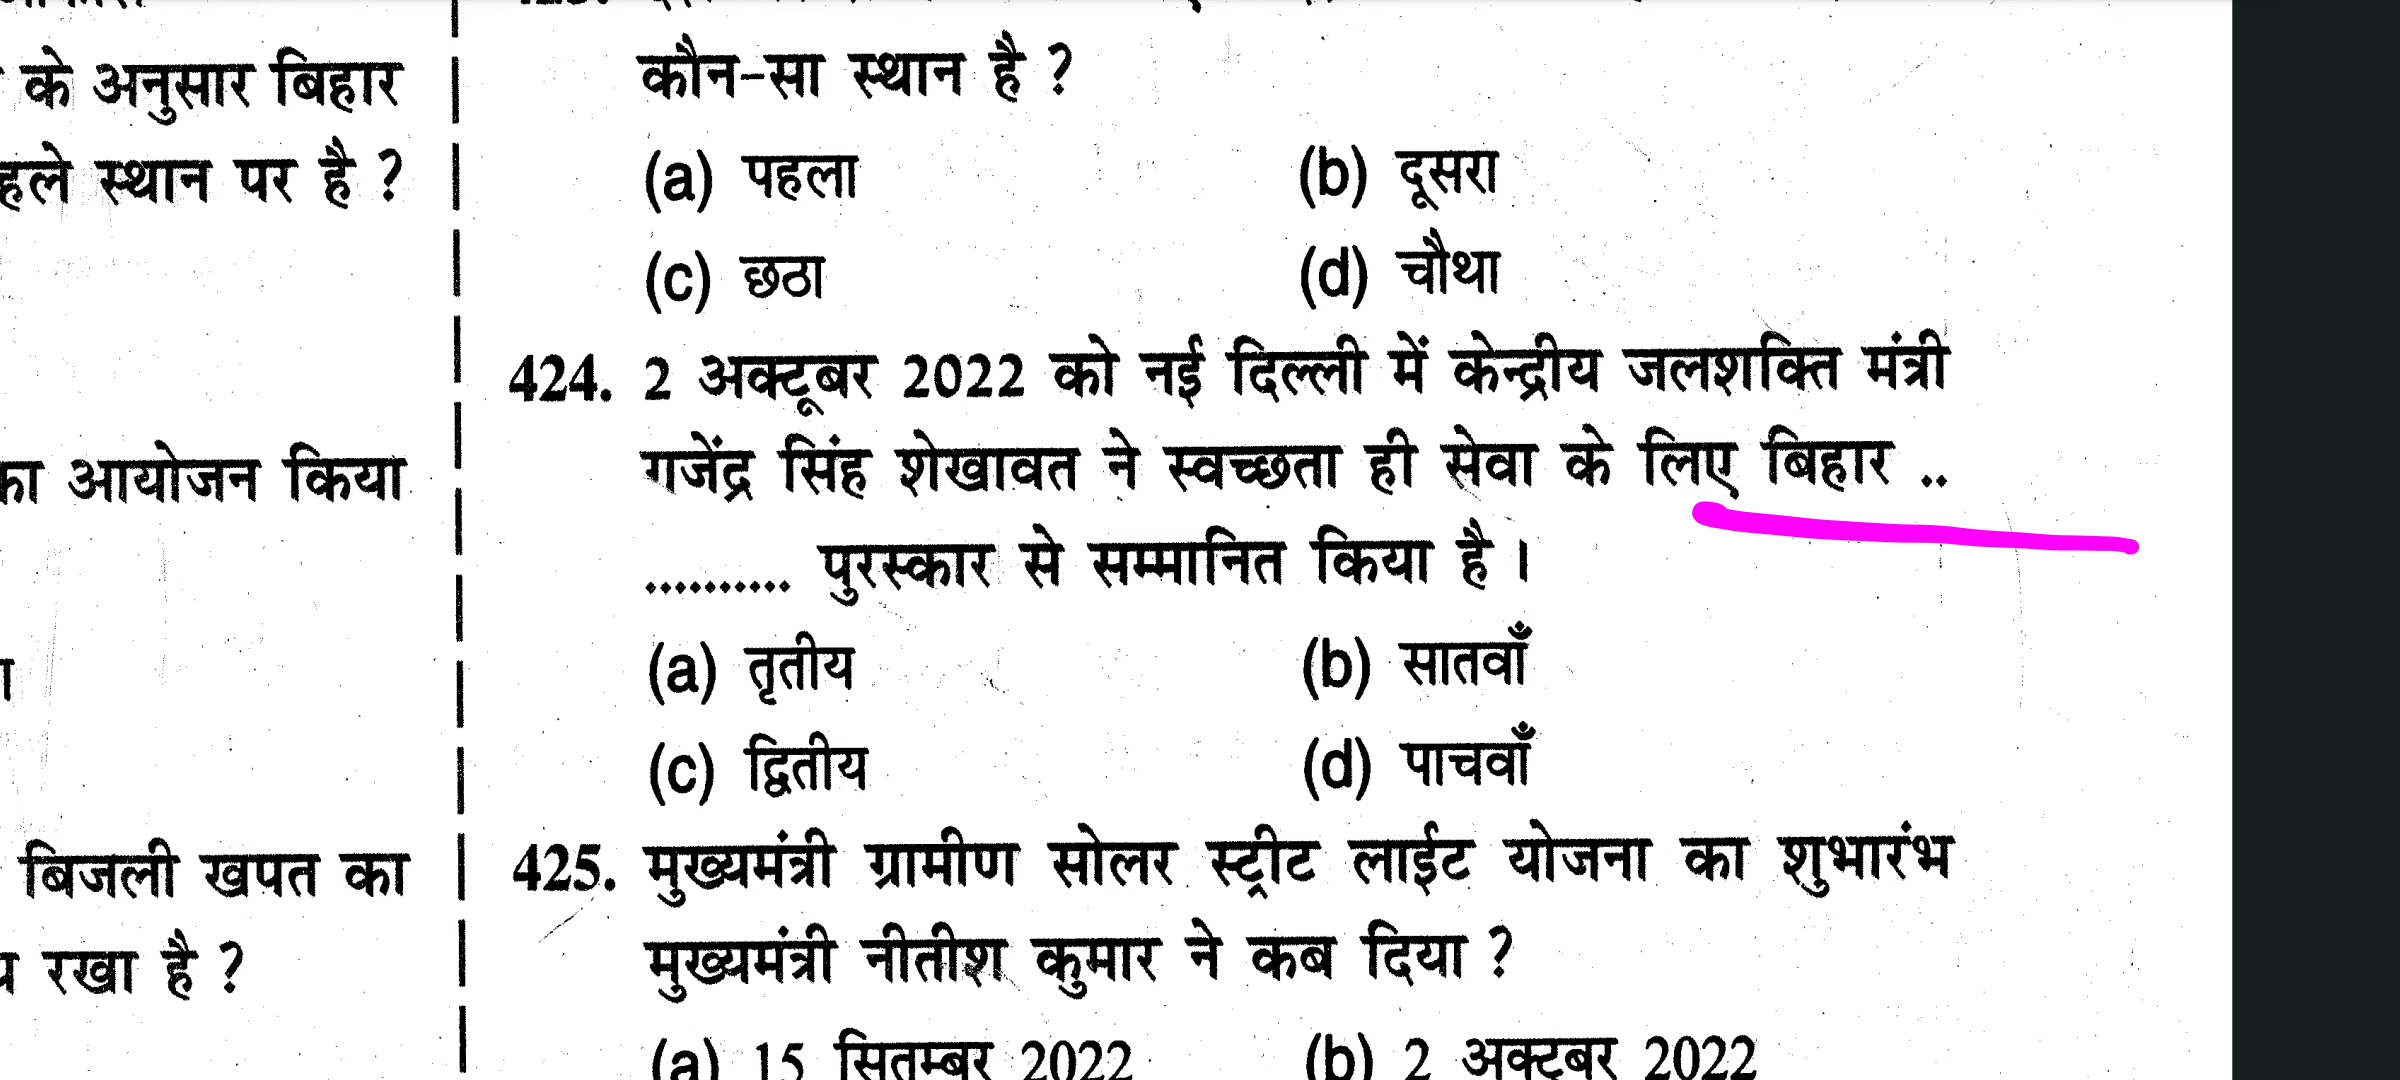 के अनुसार बिहार
स्थान पर है ?
आयोजन किया
बिजली खपत का
रखा है ?
कौन-सा स्थान है ?
(a) पहला (b) दूसरा
(c) छठा (d) चौथा
424. 2 अक्टूबर 2022 को नई दिल्ली में केन्द्रीय जलशक्ति मंत्री
गजेंद्र सिंह शेखावत ने स्वच्छता ही सेवा के लिए बिहार ..
.......... पुरस्कार से सम्मानित किया है ।
(a) तृतीय (b) सातवाँ
(c) द्वितीय (d) पाचवाँ
425. मुख्यमंत्री ग्रामीण सोलर स्ट्रीट लाईट योजना का शुभारंभ
मुख्यमंत्री नीतीश कुमार ने कब दिया ?
(a) 15 सितम्बर 2022 (b) 2 अक्टूबर 2022